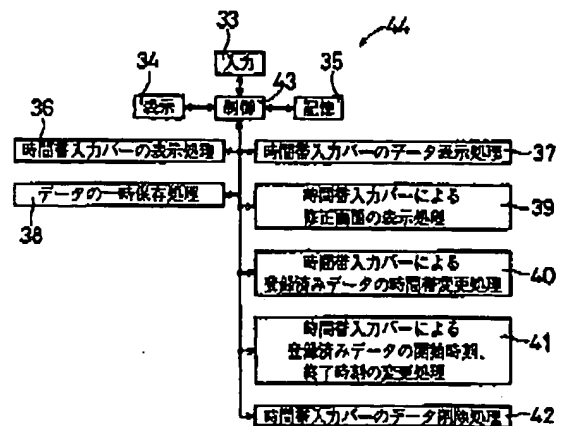 33
44
入力
34
43
35
表示
制御
記憶
36
時間帯入力バーの表示処理
時間帯入力バーのデータ表示処理
37
データの一時保存処理
38
時間帯入力バーによる
修正画面の表示処理
39
時間帯入力バーによる
登録済みデータの時間帯変更処理
40
時間帯入力バーによる
登録済みデータの開始時刻、
終了時刻の変更処理
41
時間帯入力バーのデータ削除処理
42